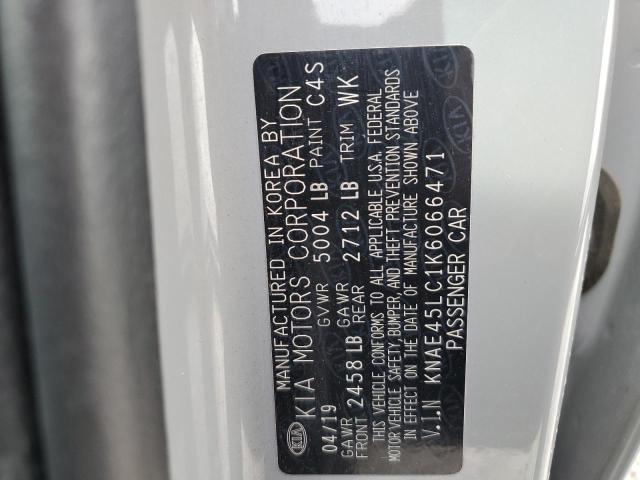 MANUFACTURED IN KOREA BY
KIA KIA MOTORS CORPORATION
04/19 GVWR 5004 LB PAINT C4S
GAWR FRONT 2458 LB GAWR REAR 2712 LB TRIM WK
THIS VEHICLE CONFORMS TO ALL APPLICABLE U.S.A. FEDERAL
MOTOR VEHICLE SAFETY, BUMPER, AND THEFT PREVENTION STANDARDS
IN EFFECT ON THE DATE OF MANUFACTURE SHOWN ABOVE
V.I.N KNAE45LC1K6066471
PASSENGER CAR